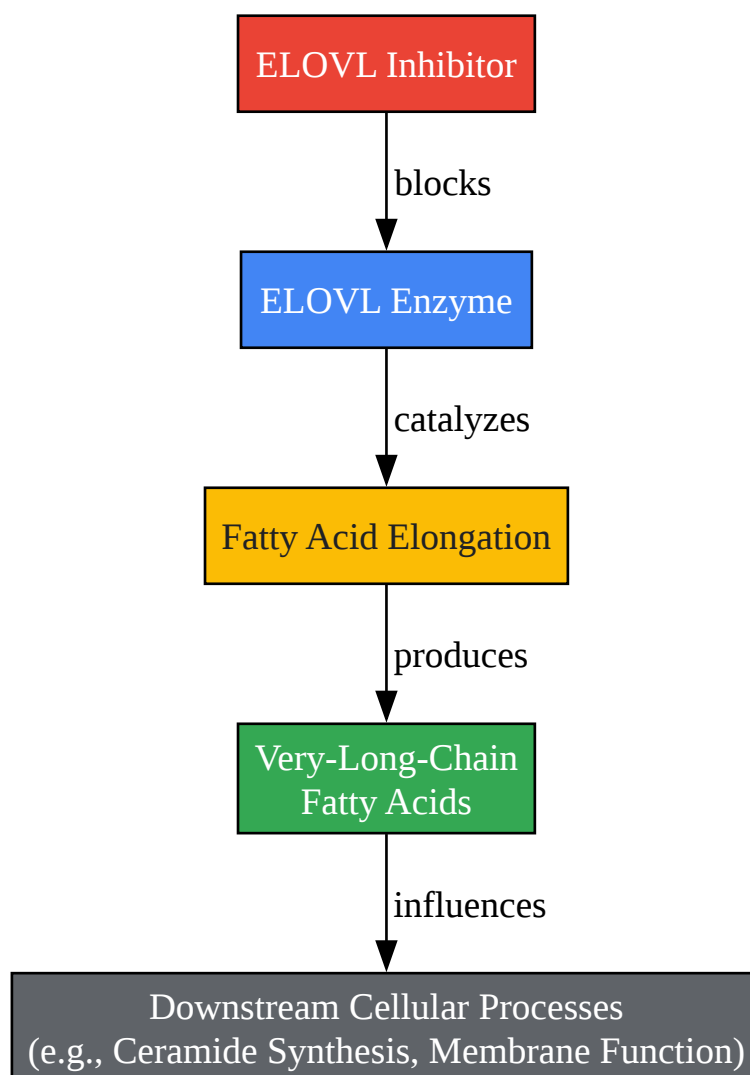 ELOVL Inhibitor
blocks
ELOVL Enzyme
catalyzes
Fatty Acid Elongation
produces
Very-Long-Chain
Fatty Acids
influences
Downstream Cellular Processes
(e.g., Ceramide Synthesis, Membrane Function)